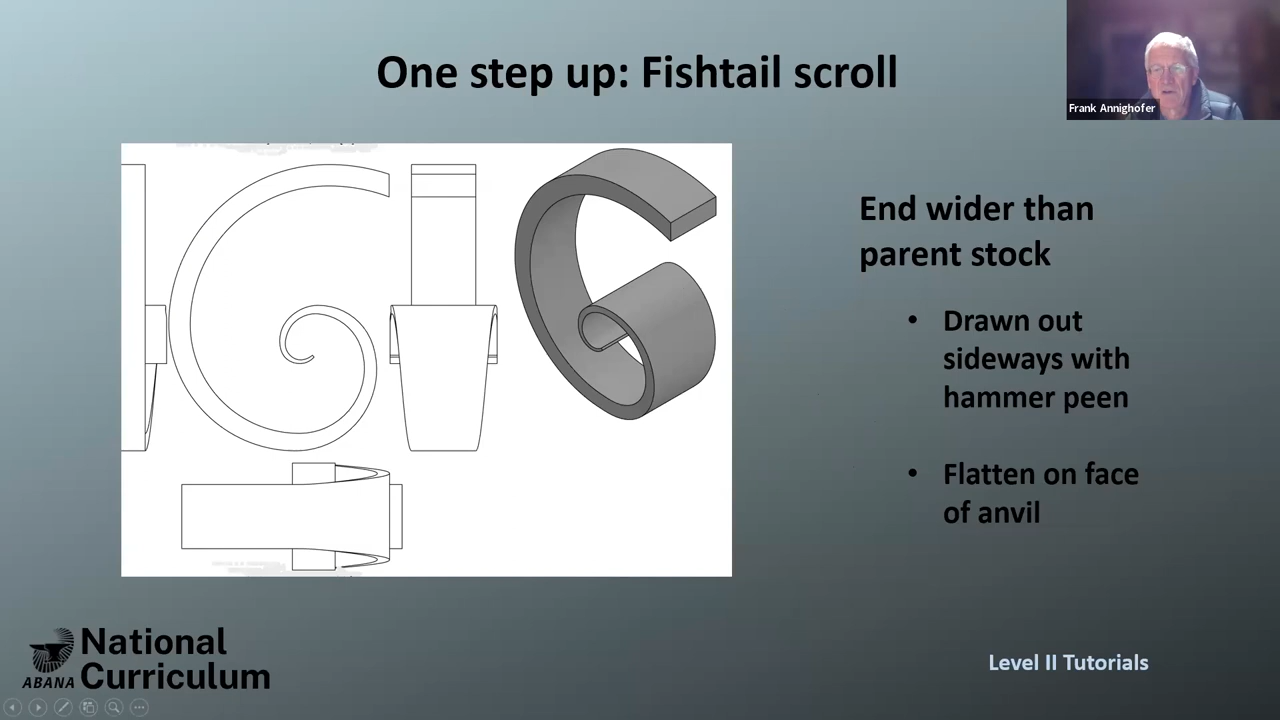 One step up: Fishtail scroll
Frank Annighofer
End wider than
parent stock
• Drawn out
sideways with
hammer peen
• Flatten on face
of anvil
National
Curriculum
ABANA
Level II Tutorials